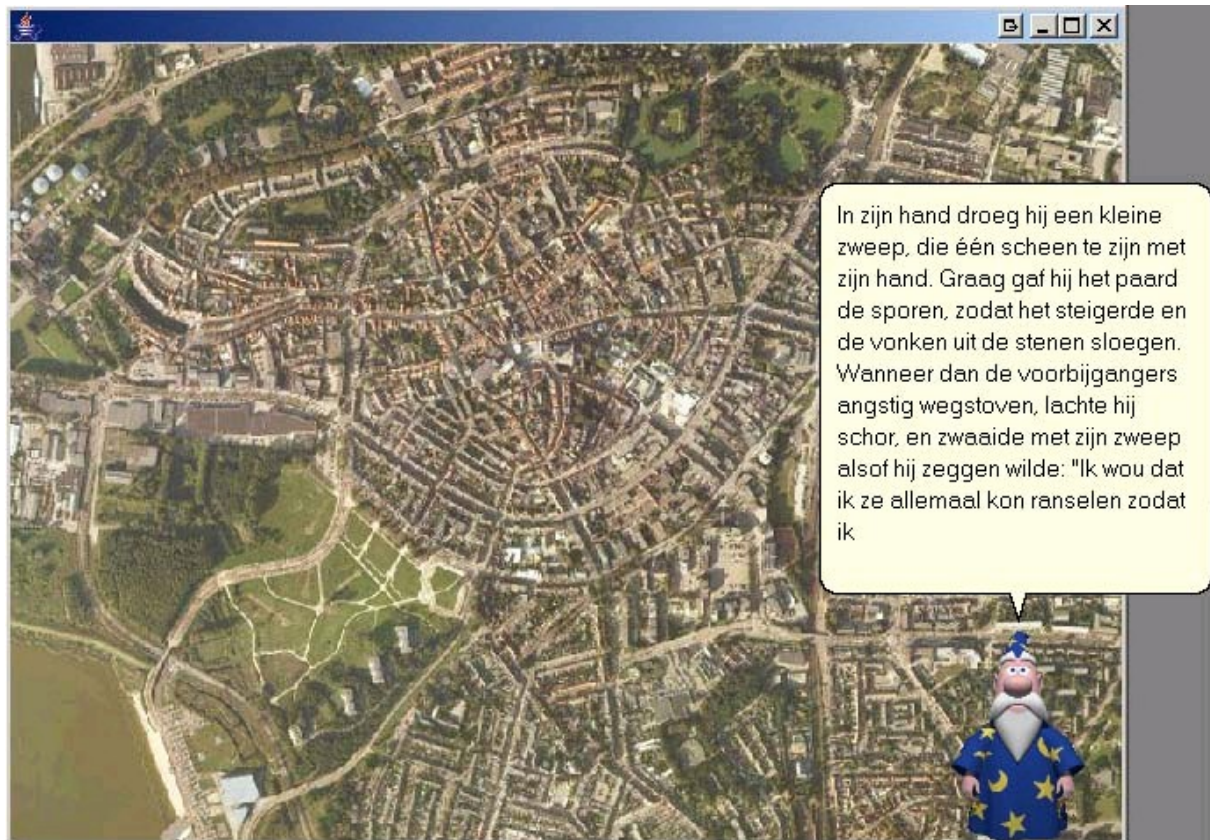 In zijn hand droeg hij een kleine
zweep, die één scheen te zijn met
zijn hand. Graag gaf hij het paard
de sporen, zodat het steigerde en
de vonken uit de stenen sloegen.
Wanneer dan de voorbijgangers
angstig wegstoven, lachte hij
schor, en zwaaide met zijn zweep
alsof hij zeggen wilde: "Ik wou dat
ik ze allemaal kon ranselen zodat
ik